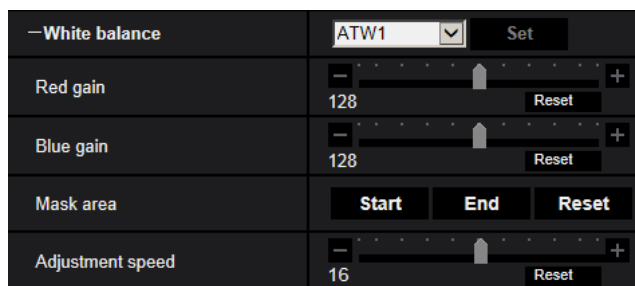 —White balance ATW1 Set
Red gain − +
128 Reset
Blue gain − +
128 Reset
Mask area Start End Reset
Adjustment speed − +
16 Reset